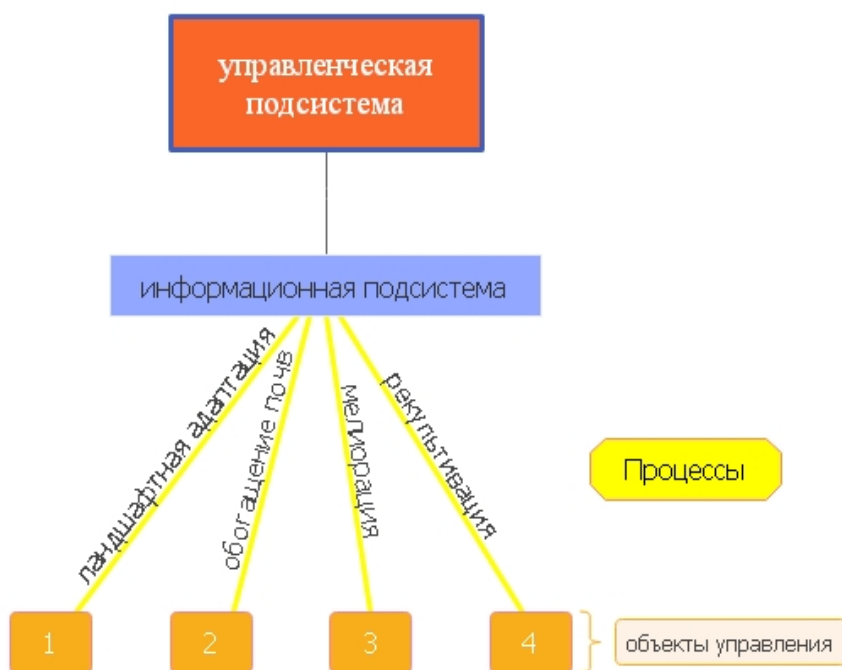 управленческая
подсистема
информационная подсистема
ландшафтная адаптация
обогащение почв
мелиорация
рекультивация
Процессы
1
2
3
4
объекты управления